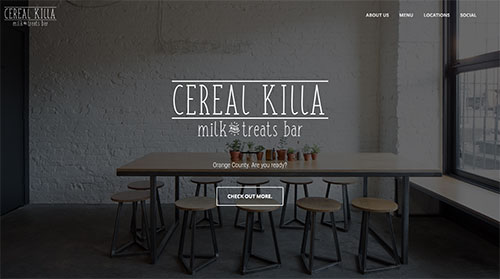 CEREAL KILLA
milk treats bar
ABOUT US MENU LOCATIONS SOCIAL
CEREAL KILLA
milk treats bar
Orange County. Are you ready?
CHECK OUT MORE.